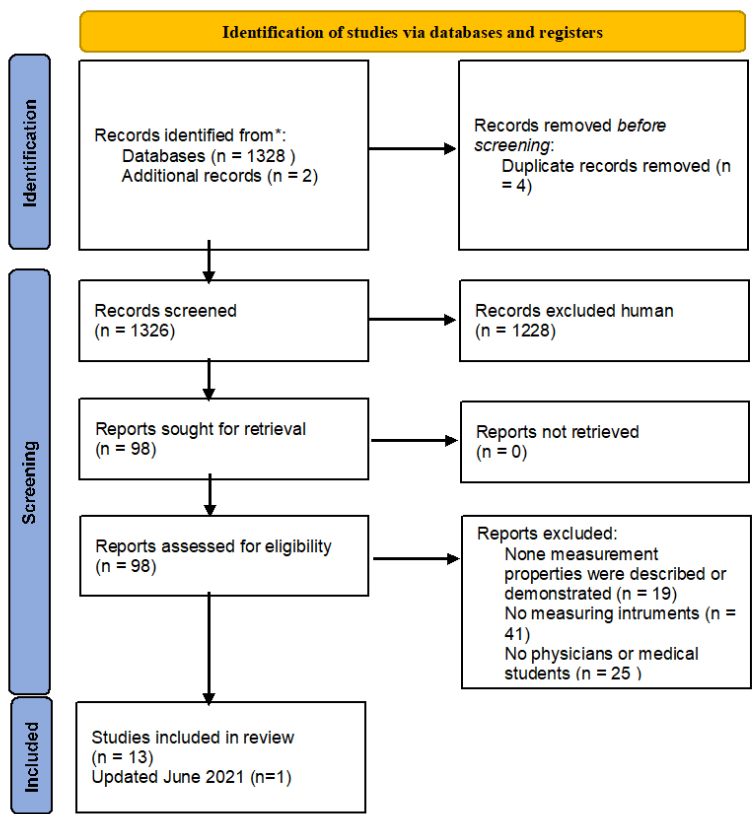 Identification of studies via databases and registers
Identification
Records identified from*:
Databases (n = 1328 )
Additional records (n = 2)
Records removed before
screening:
Duplicate records removed (n
= 4)
Screening
Records screened
(n = 1326)
Records excluded human
(n = 1228)
Reports sought for retrieval
(n = 98)
Reports not retrieved
(n = 0)
Reports assessed for eligibility
(n = 98)
Reports excluded:
None measurement
properties were described or
demonstrated (n = 19)
No measuring intruments (n =
41)
No physicians or medical
students (n = 25 )
Included
Studies included in review
(n = 13)
Updated June 2021 (n=1)